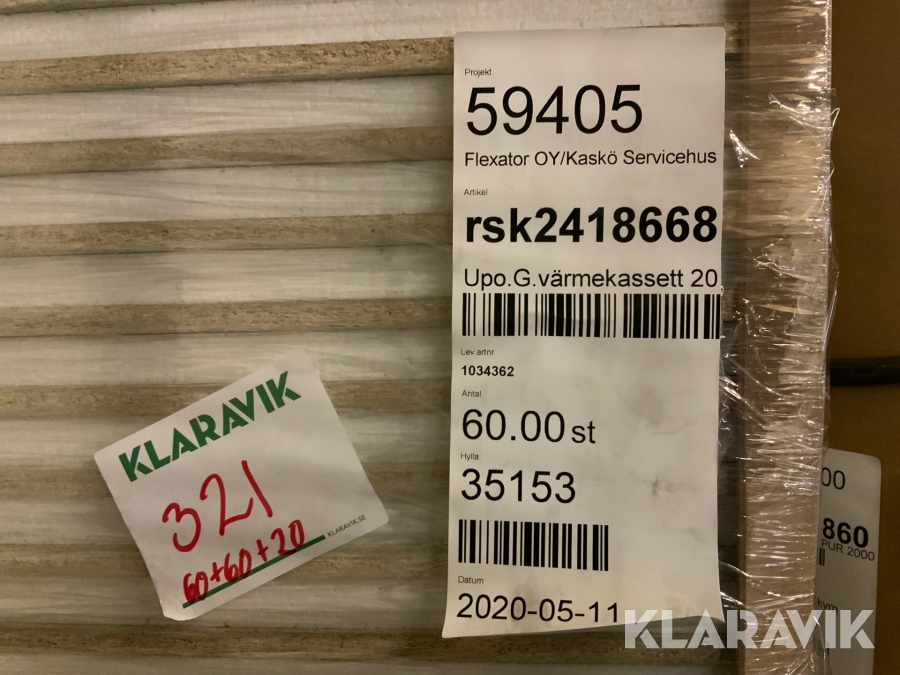 Projekt
59405
Flexator OY/Kaskö Servicehus
Artikel
rsk2418668
Upo.G.värmekassett 20
Lev artnr
1034362
Antal
60.00 st
Hylla
35153
Datum
2020-05-11
KLARAVIK
321
60+60+20
KLARAVIK.SE
00
860
PUR 2000
KLARAVIK